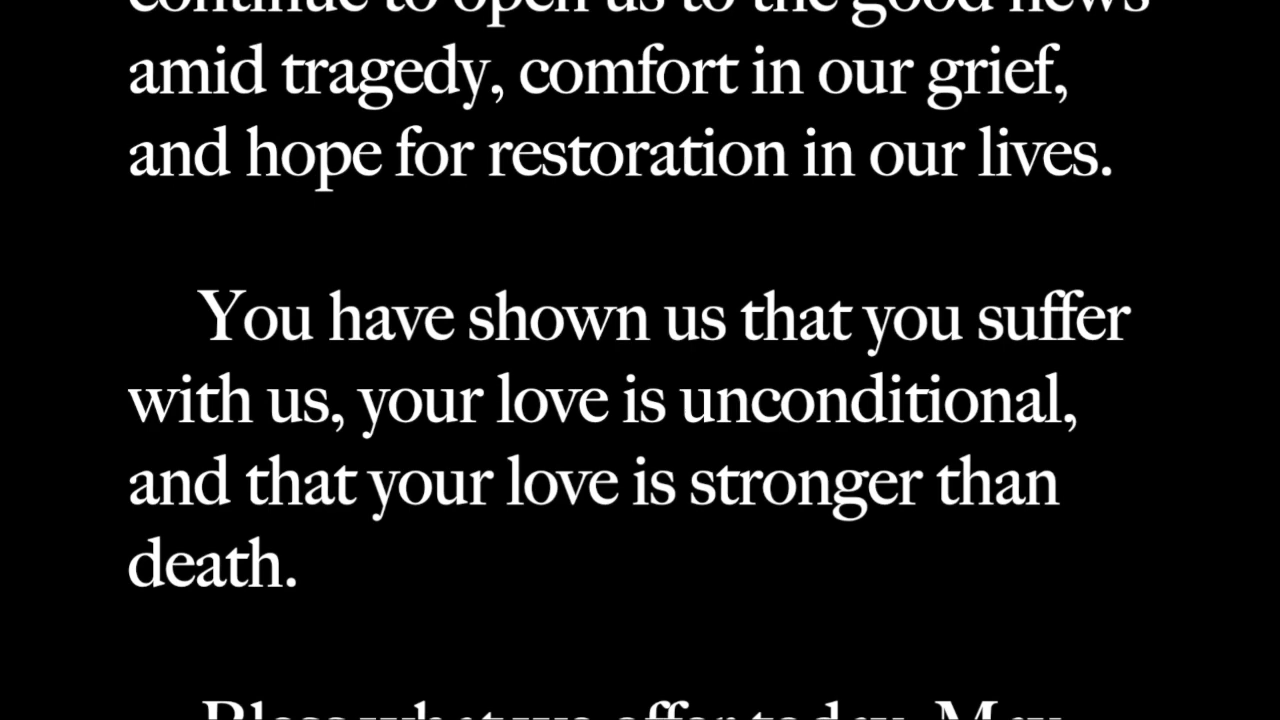 continue to open us to the good news
amid tragedy, comfort in our grief,
and hope for restoration in our lives.
You have shown us that you suffer
with us, your love is unconditional,
and that your love is stronger than
death.
Bless what we offer today. May